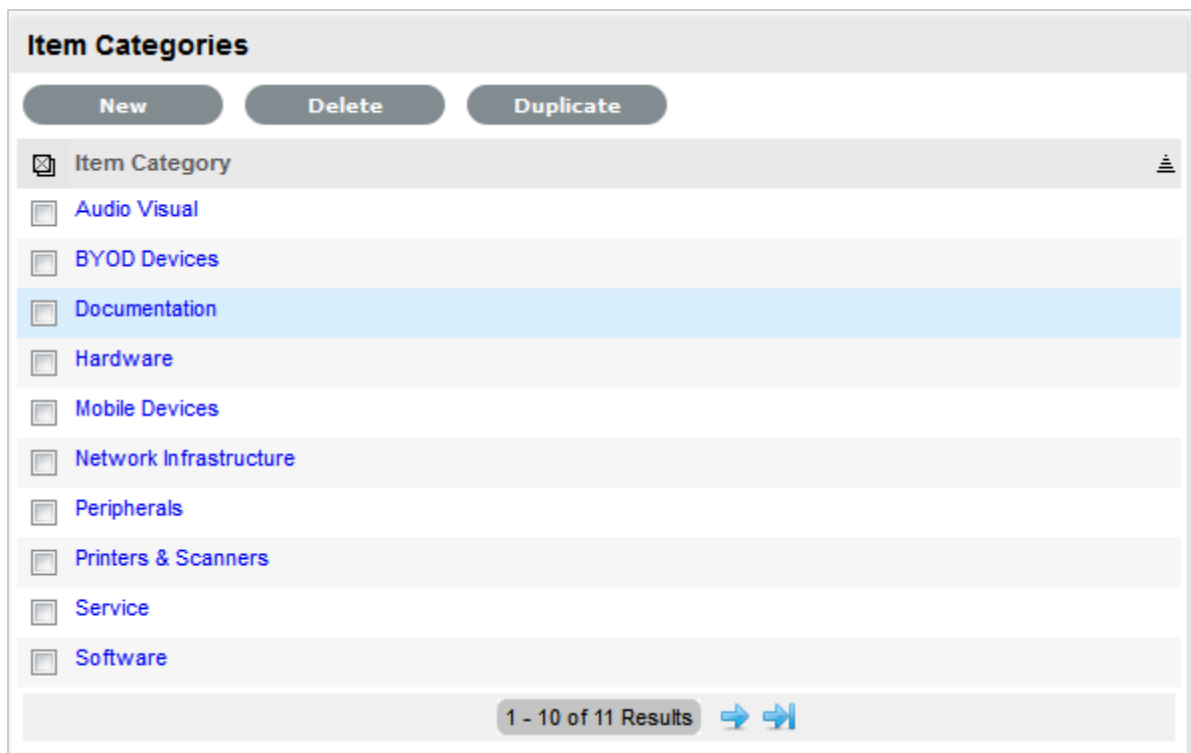 Item Categories
New Delete Duplicate
Item Category
Audio Visual
BYOD Devices
Documentation
Hardware
Mobile Devices
Network Infrastructure
Peripherals
Printers & Scanners
Service
Software
1 - 10 of 11 Results